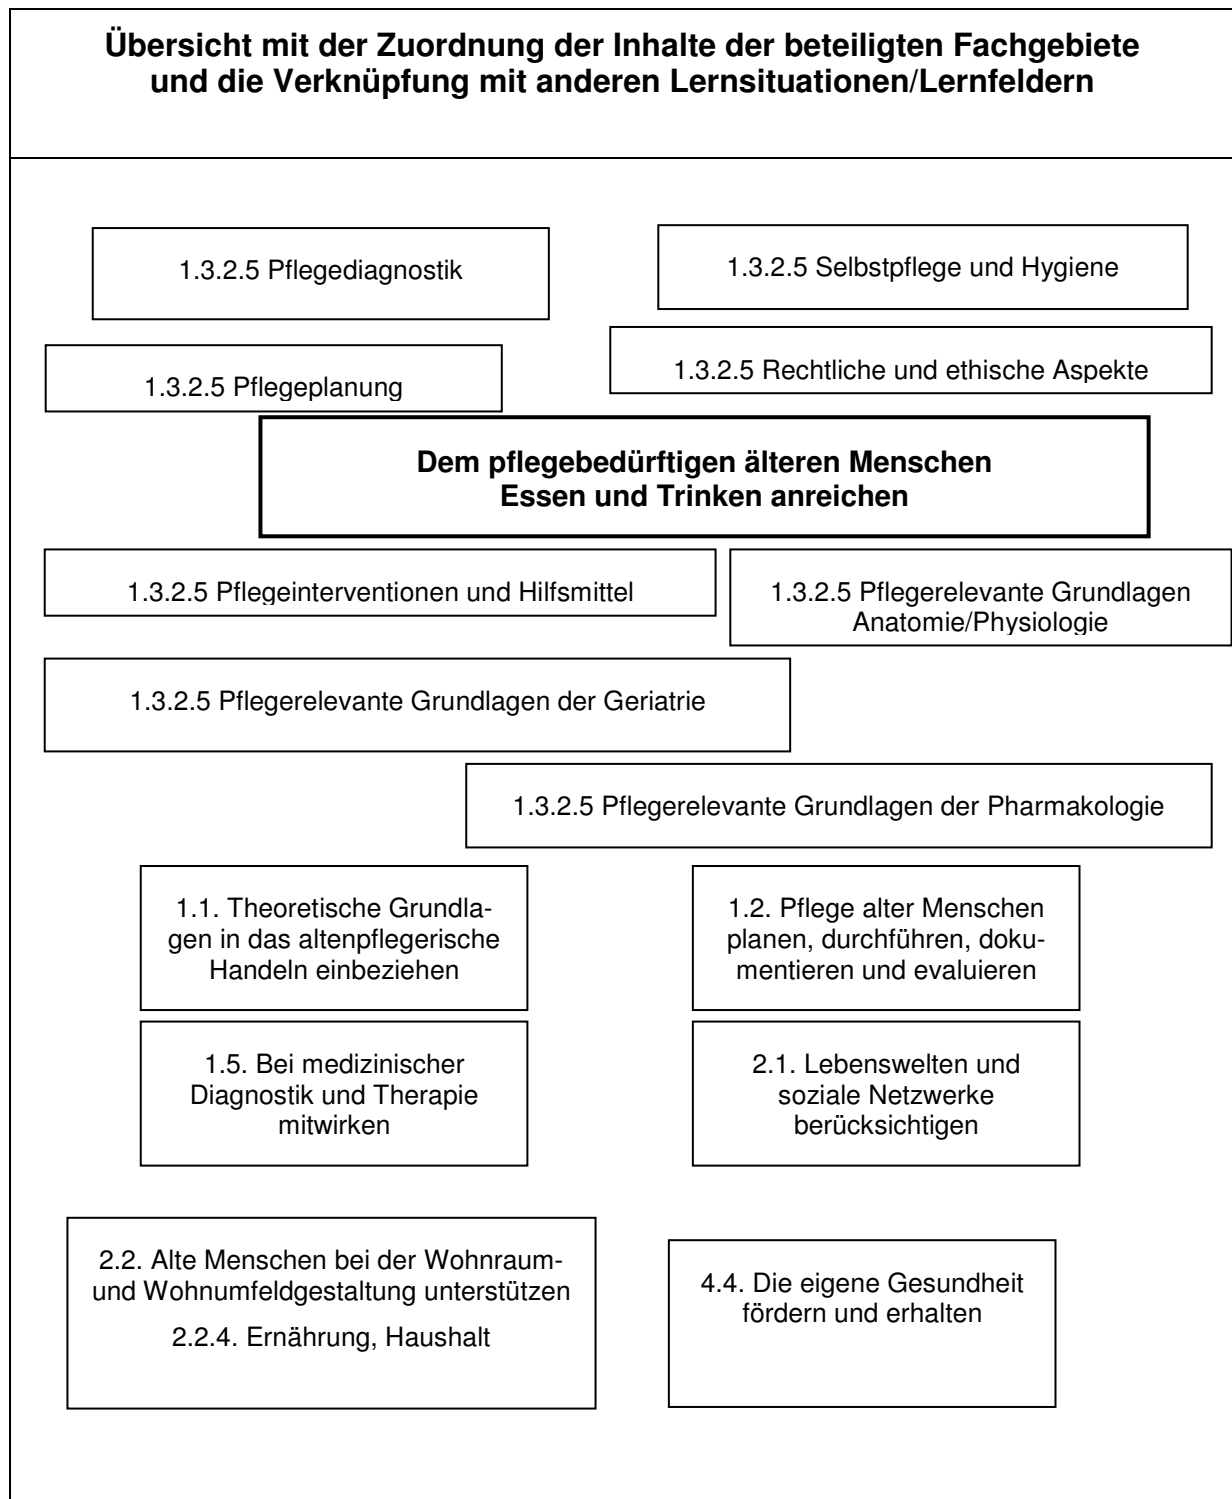 Übersicht mit der Zuordnung der Inhalte der beteiligten Fachgebiete
und die Verknüpfung mit anderen Lernsituationen/Lernfeldern
1.3.2.5 Pflegediagnostik
1.3.2.5 Selbstpflege und Hygiene
1.3.2.5 Pflegeplanung
1.3.2.5 Rechtliche und ethische Aspekte
Dem pflegebedürftigen älteren Menschen
Essen und Trinken anreichen
1.3.2.5 Pflegeinterventionen und Hilfsmittel
1.3.2.5 Pflegerelevante Grundlagen
Anatomie/Physiologie
1.3.2.5 Pflegerelevante Grundlagen der Geriatrie
1.3.2.5 Pflegerelevante Grundlagen der Pharmakologie
1.1. Theoretische Grundla-
gen in das altenpflegerische
Handeln einbeziehen
1.2. Pflege alter Menschen
planen, durchführen, doku-
mentieren und evaluieren
1.5. Bei medizinischer
Diagnostik und Therapie
mitwirken
2.1. Lebenswelten und
soziale Netzwerke
berücksichtigen
2.2. Alte Menschen bei der Wohnraum-
und Wohnumfeldgestaltung unterstützen
2.2.4. Ernährung, Haushalt
4.4. Die eigene Gesundheit
fördern und erhalten